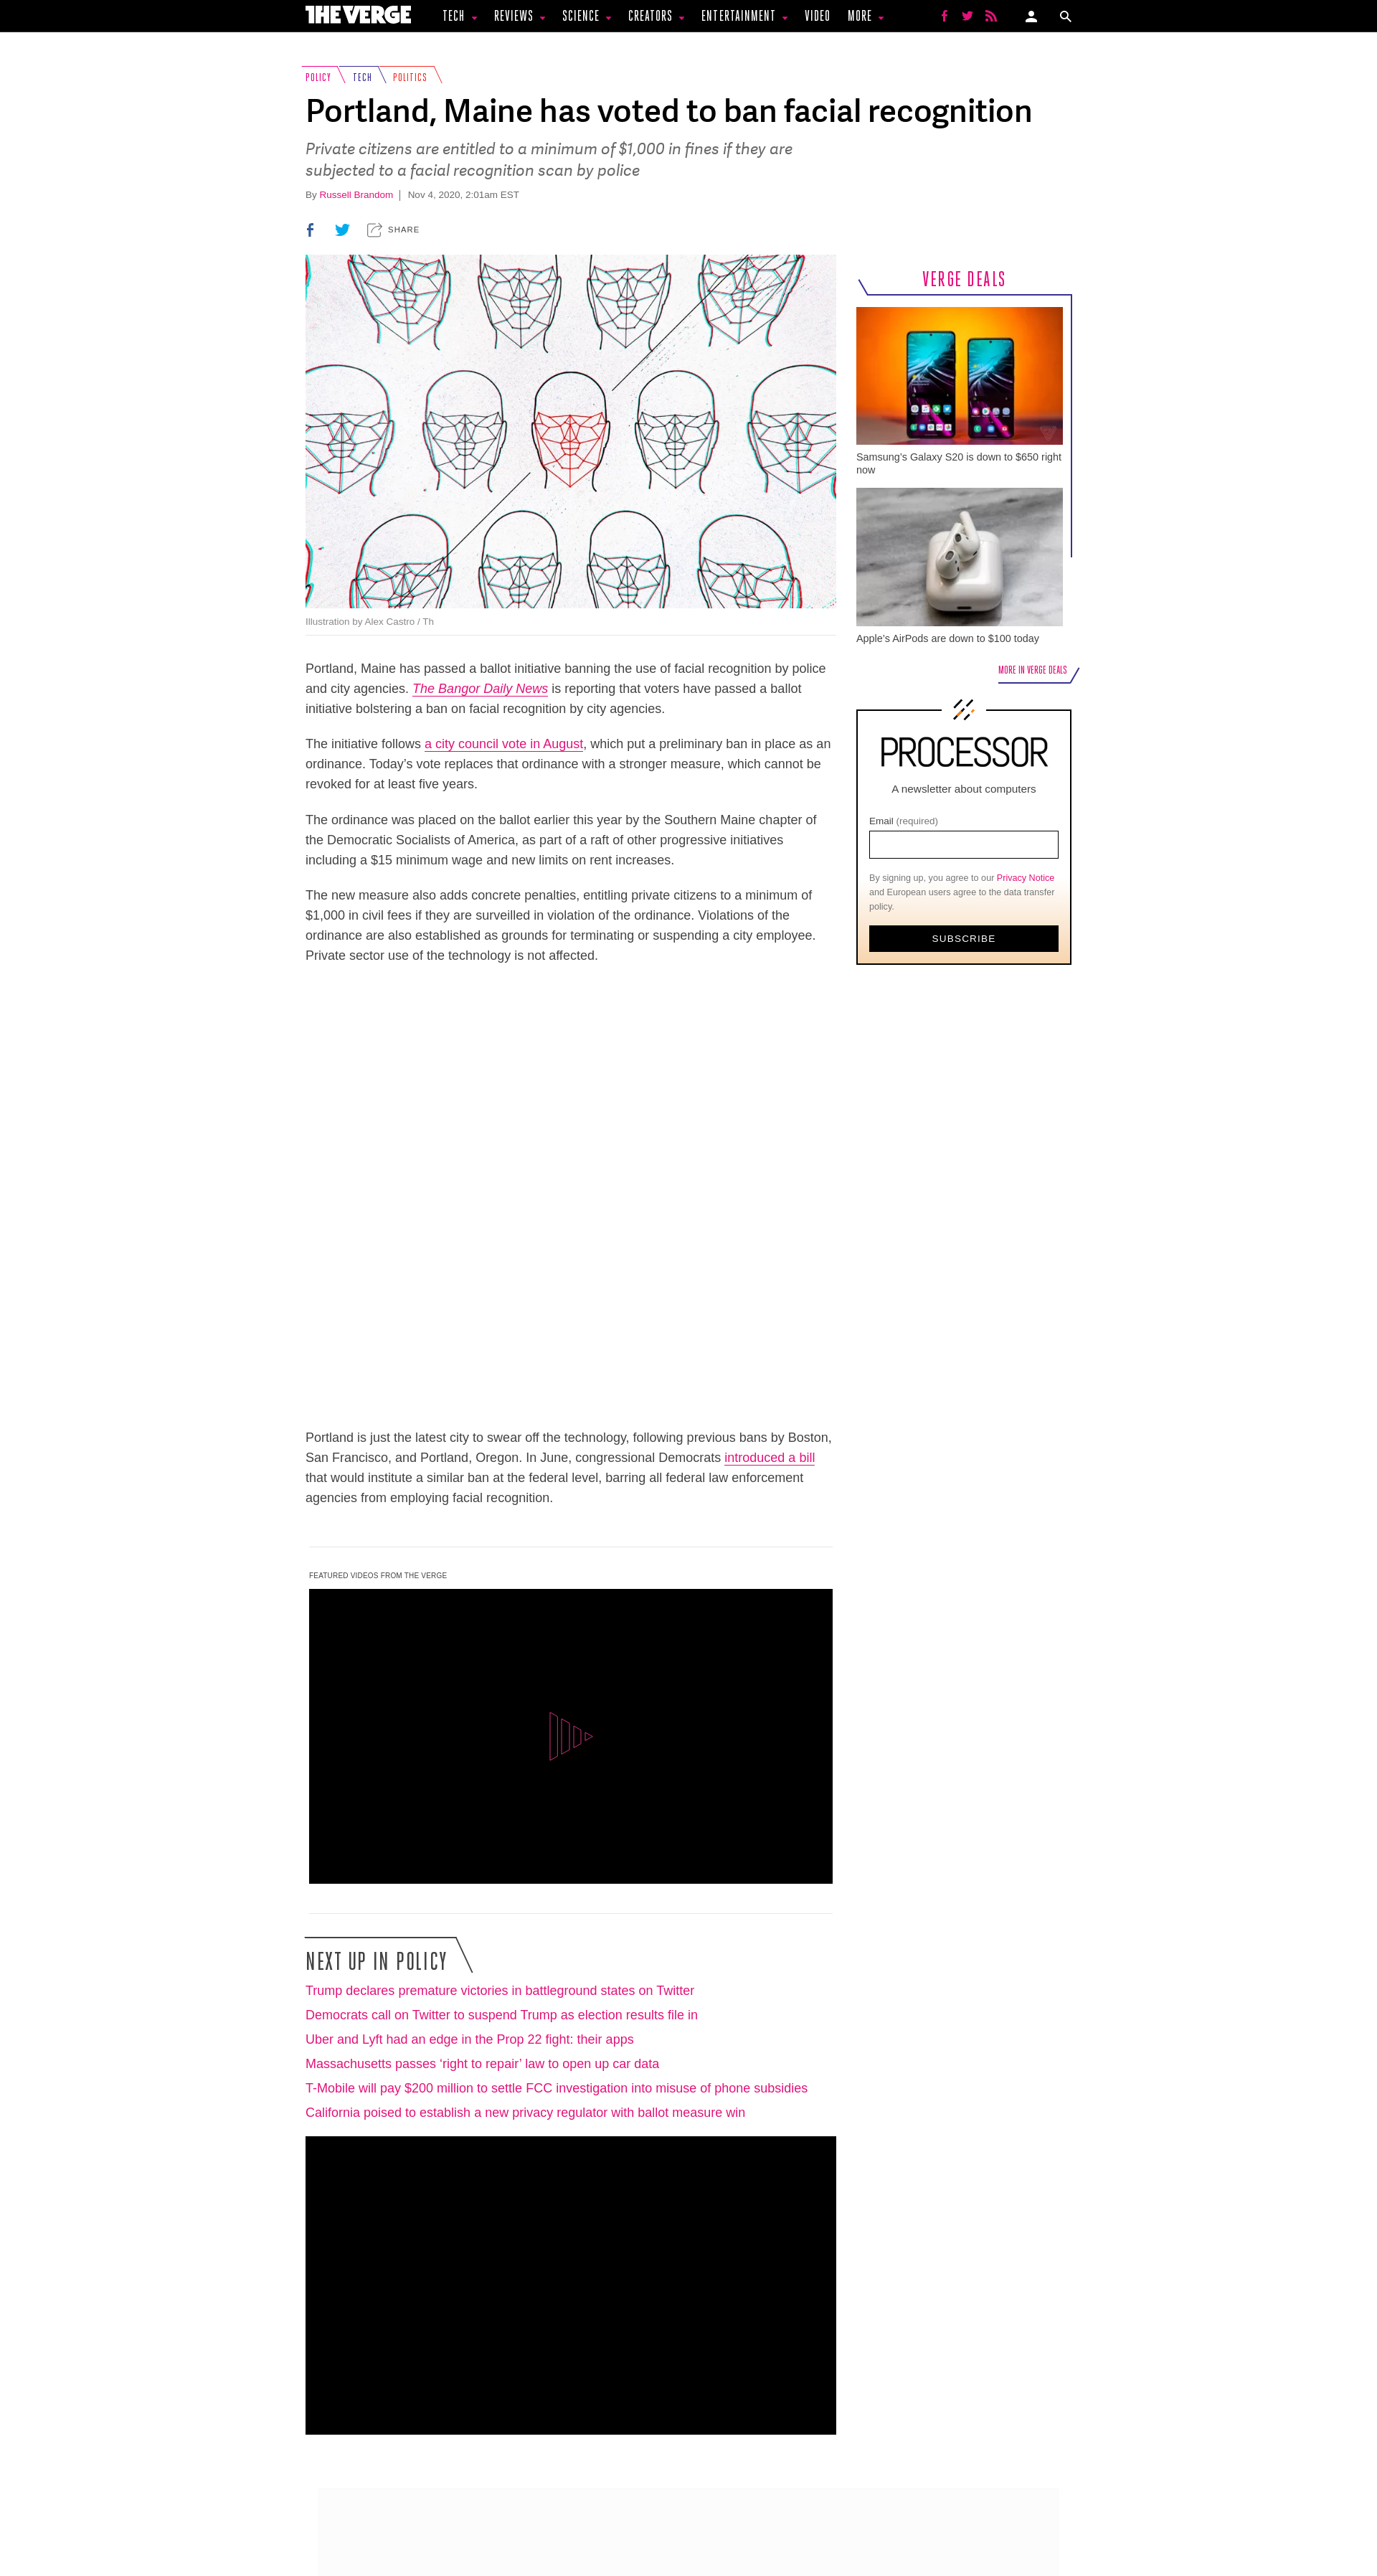 THE VERGE
TECH
REVIEWS
SCIENCE
CREATORS
ENTERTAINMENT
VIDEO
MORE
POLICY
TECH
POLITICS
Portland, Maine has voted to ban facial recognition
Private citizens are entitled to a minimum of $1,000 in fines if they are
subjected to a facial recognition scan by police
By Russell Brandom | Nov 4, 2020, 2:01am EST
SHARE
Illustration by Alex Castro / Th
Portland, Maine has passed a ballot initiative banning the use of facial recognition by police
and city agencies. The Bangor Daily News is reporting that voters have passed a ballot
initiative bolstering a ban on facial recognition by city agencies.
The initiative follows a city council vote in August, which put a preliminary ban in place as an
ordinance. Today’s vote replaces that ordinance with a stronger measure, which cannot be
revoked for at least five years.
The ordinance was placed on the ballot earlier this year by the Southern Maine chapter of
the Democratic Socialists of America, as part of a raft of other progressive initiatives
including a $15 minimum wage and new limits on rent increases.
The new measure also adds concrete penalties, entitling private citizens to a minimum of
$1,000 in civil fees if they are surveilled in violation of the ordinance. Violations of the
ordinance are also established as grounds for terminating or suspending a city employee.
Private sector use of the technology is not affected.
VERGE DEALS
Samsung’s Galaxy S20 is down to $650 right
now
Apple’s AirPods are down to $100 today
MORE IN VERGE DEALS
PROCESSOR
A newsletter about computers
Email (required)
By signing up, you agree to our Privacy Notice
and European users agree to the data transfer
policy.
SUBSCRIBE
Portland is just the latest city to swear off the technology, following previous bans by Boston,
San Francisco, and Portland, Oregon. In June, congressional Democrats introduced a bill
that would institute a similar ban at the federal level, barring all federal law enforcement
agencies from employing facial recognition.
FEATURED VIDEOS FROM THE VERGE
NEXT UP IN POLICY
Trump declares premature victories in battleground states on Twitter
Democrats call on Twitter to suspend Trump as election results file in
Uber and Lyft had an edge in the Prop 22 fight: their apps
Massachusetts passes ‘right to repair’ law to open up car data
T-Mobile will pay $200 million to settle FCC investigation into misuse of phone subsidies
California poised to establish a new privacy regulator with ballot measure win